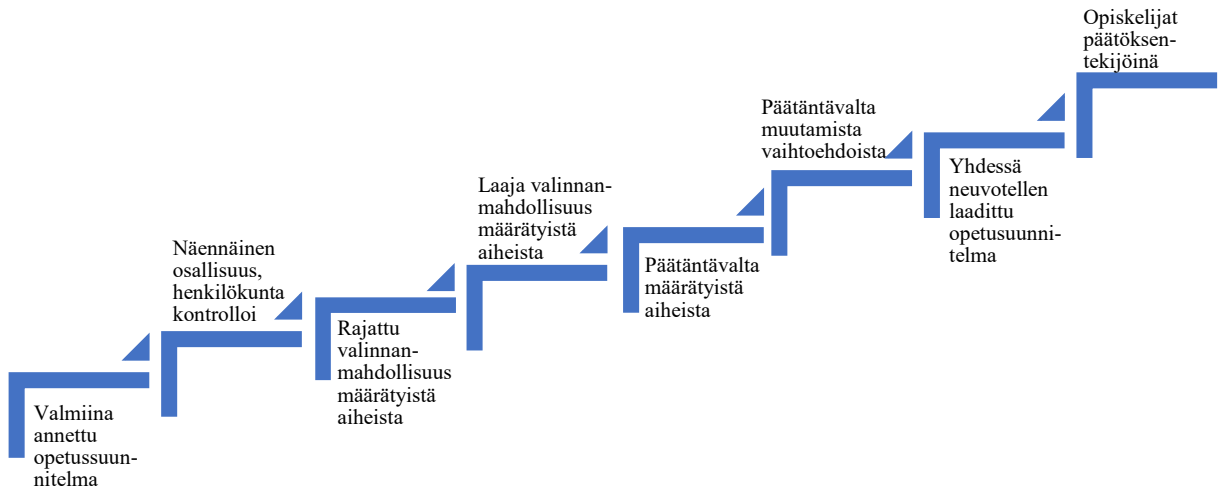 Valmiina
annettu
opetussuun-
nitelma
Näennäinen
osallisuus,
henkilökunta
kontrolloi
Rajattu
valinnan-
mahdollisuus
määrätyistä
aiheista
Laaja valinnan-
mahdollisuus
määrätyistä
aiheista
Päätäntävalta
määrätyistä
aiheista
Päätäntävalta
muutamista
vaihtoehdoista
Yhdessä
neuvotellen
laadittu
opetusuunni-
telma
Opiskelijat
päätöksen-
tekijöinä